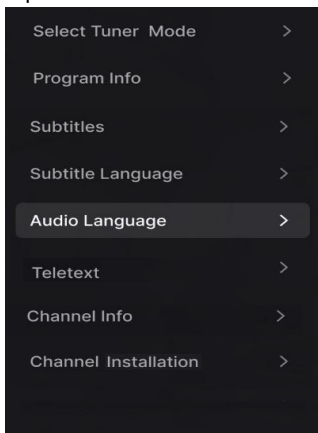 Select Tuner Mode
Program Info
Subtitles
Subtitle Language
Audio Language
Teletext
Channel Info
Channel Installation